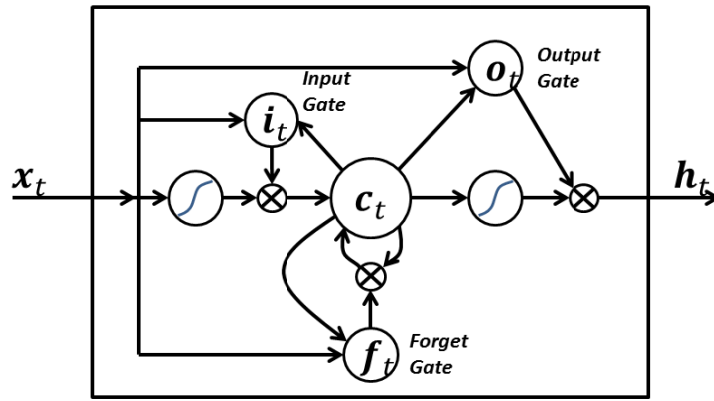 Input
Gate
Output
Gate
o_t
i_t
x_t
c_t
h_t
f_t
Forget
Gate